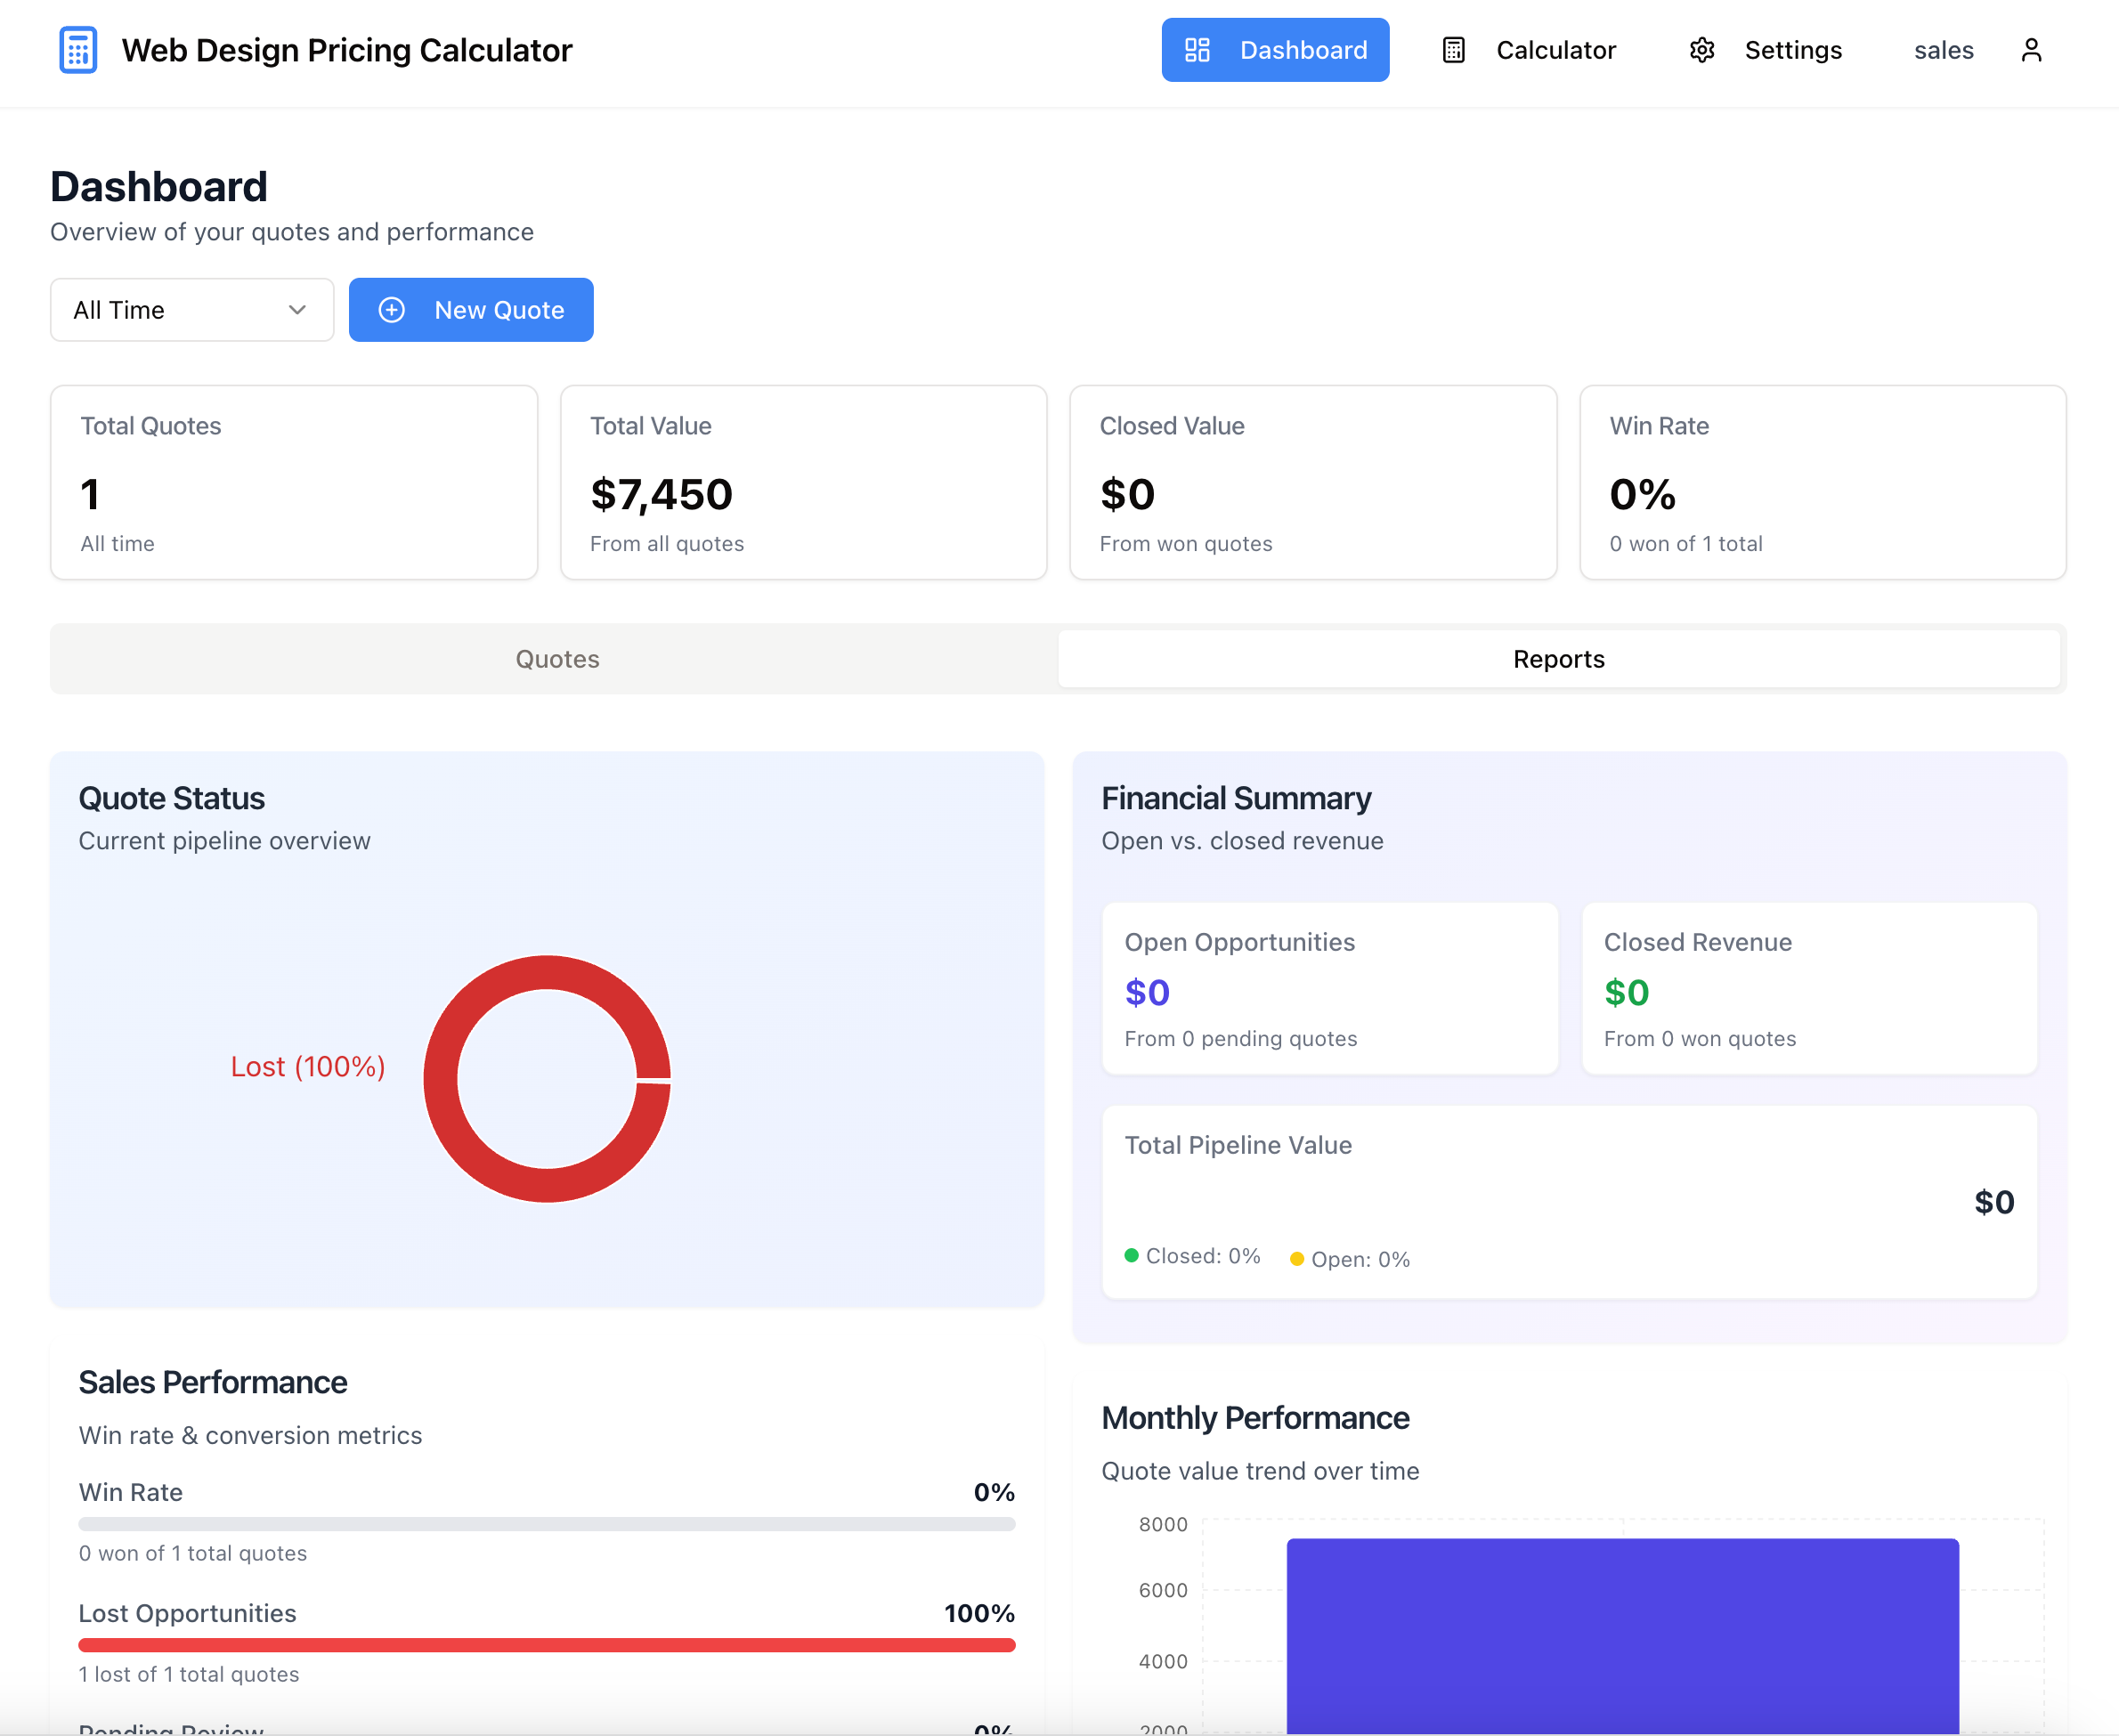 Web Design Pricing Calculator
Dashboard
Calculator
Settings
sales
Dashboard
Overview of your quotes and performance
All Time
New Quote
Total Quotes
1
All time
Total Value
$7,450
From all quotes
Closed Value
$0
From won quotes
Win Rate
0%
0 won of 1 total
Quotes
Reports
Quote Status
Current pipeline overview
Lost (100%)
Financial Summary
Open vs. closed revenue
Open Opportunities
$0
From 0 pending quotes
Closed Revenue
$0
From 0 won quotes
Total Pipeline Value
$0
Closed: 0%
Open: 0%
Sales Performance
Win rate & conversion metrics
Win Rate
0%
0 won of 1 total quotes
Lost Opportunities
100%
1 lost of 1 total quotes
Pending Review
0%
Monthly Performance
Quote value trend over time
8000
6000
4000
2000